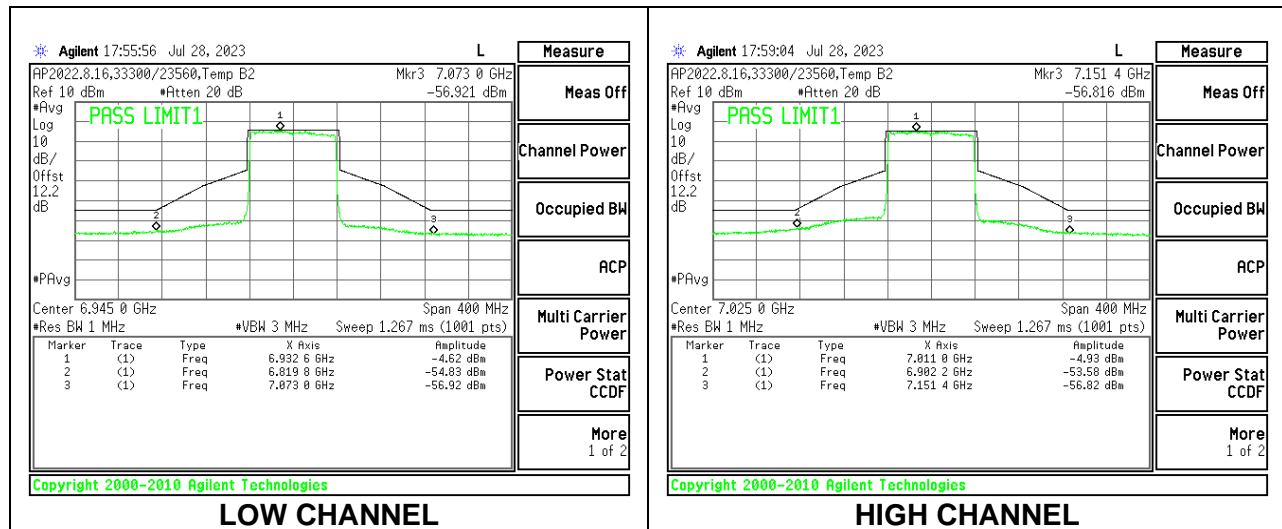 Agilent 17:55:56 Jul 28, 2023 L
AP2022.8.16,33300/23560,Temp B2 Mkr3 7.073 0 GHz
Ref 10 dBm #Atten 20 dB -56.921 dBm
#Avg
Log
10
dB/
Offst
12.2
dB
#PAvg
PASS LIMIT1
1
2
3
Center 6.945 0 GHz Span 400 MHz
#Res BW 1 MHz #VBW 3 MHz Sweep 1.267 ms (1001 pts)
Marker Trace Type X Axis Amplitude
1 (1) Freq 6.932 6 GHz -4.62 dBm
2 (1) Freq 6.819 8 GHz -54.83 dBm
3 (1) Freq 7.073 0 GHz -56.92 dBm
Measure
Meas Off
Channel Power
Occupied BW
ACP
Multi Carrier
Power
Power Stat
CCDF
More
1 of 2
Copyright 2000-2010 Agilent Technologies
LOW CHANNEL
Agilent 17:59:04 Jul 28, 2023 L
AP2022.8.16,33300/23560,Temp B2 Mkr3 7.151 4 GHz
Ref 10 dBm #Atten 20 dB -56.816 dBm
#Avg
Log
10
dB/
Offst
12.2
dB
#PAvg
PASS LIMIT1
1
2
3
Center 7.025 0 GHz Span 400 MHz
#Res BW 1 MHz #VBW 3 MHz Sweep 1.267 ms (1001 pts)
Marker Trace Type X Axis Amplitude
1 (1) Freq 7.011 0 GHz -4.93 dBm
2 (1) Freq 6.902 2 GHz -53.58 dBm
3 (1) Freq 7.151 4 GHz -56.82 dBm
Measure
Meas Off
Channel Power
Occupied BW
ACP
Multi Carrier
Power
Power Stat
CCDF
More
1 of 2
Copyright 2000-2010 Agilent Technologies
HIGH CHANNEL